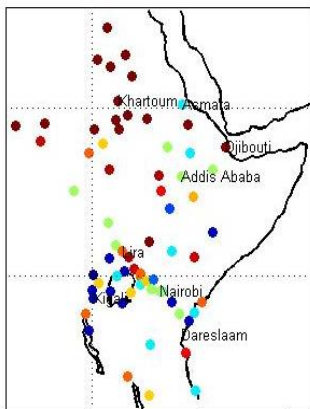 Khartoum
Asmara
Djibouti
Addis Ababa
Lira
Kigali
Nairobi
Dareslaam